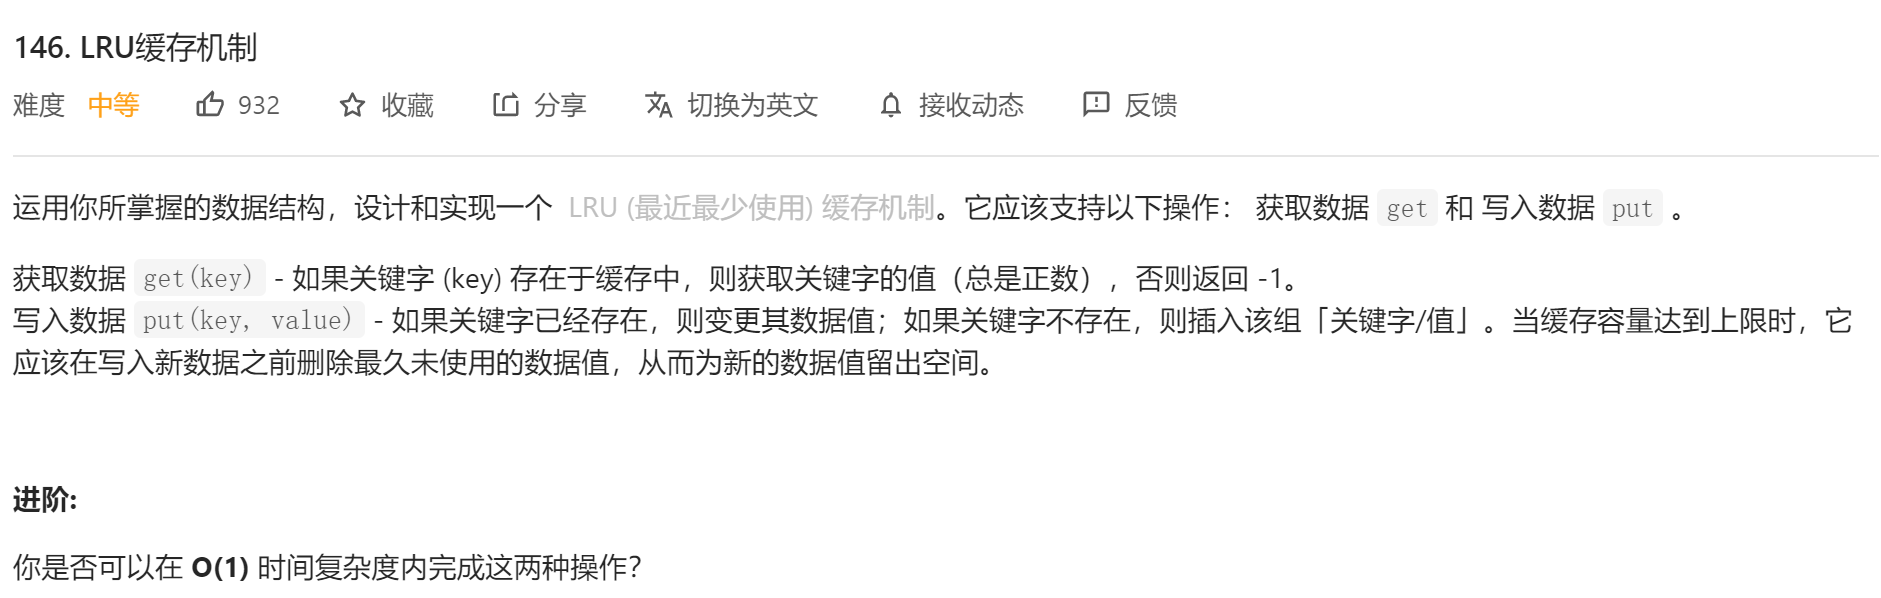 146. LRU缓存机制
难度 中等 932 收藏 分享 切换为英文 接收动态 反馈
运用你所掌握的数据结构，设计和实现一个 LRU (最近最少使用) 缓存机制。它应该支持以下操作： 获取数据 get 和 写入数据 put 。
获取数据 get(key) - 如果关键字 (key) 存在于缓存中，则获取关键字的值（总是正数），否则返回 -1。
写入数据 put(key, value) - 如果关键字已经存在，则变更其数据值；如果关键字不存在，则插入该组「关键字/值」。当缓存容量达到上限时，它
应该在写入新数据之前删除最久未使用的数据值，从而为新的数据值留出空间。
进阶:
你是否可以在 O(1) 时间复杂度内完成这两种操作？